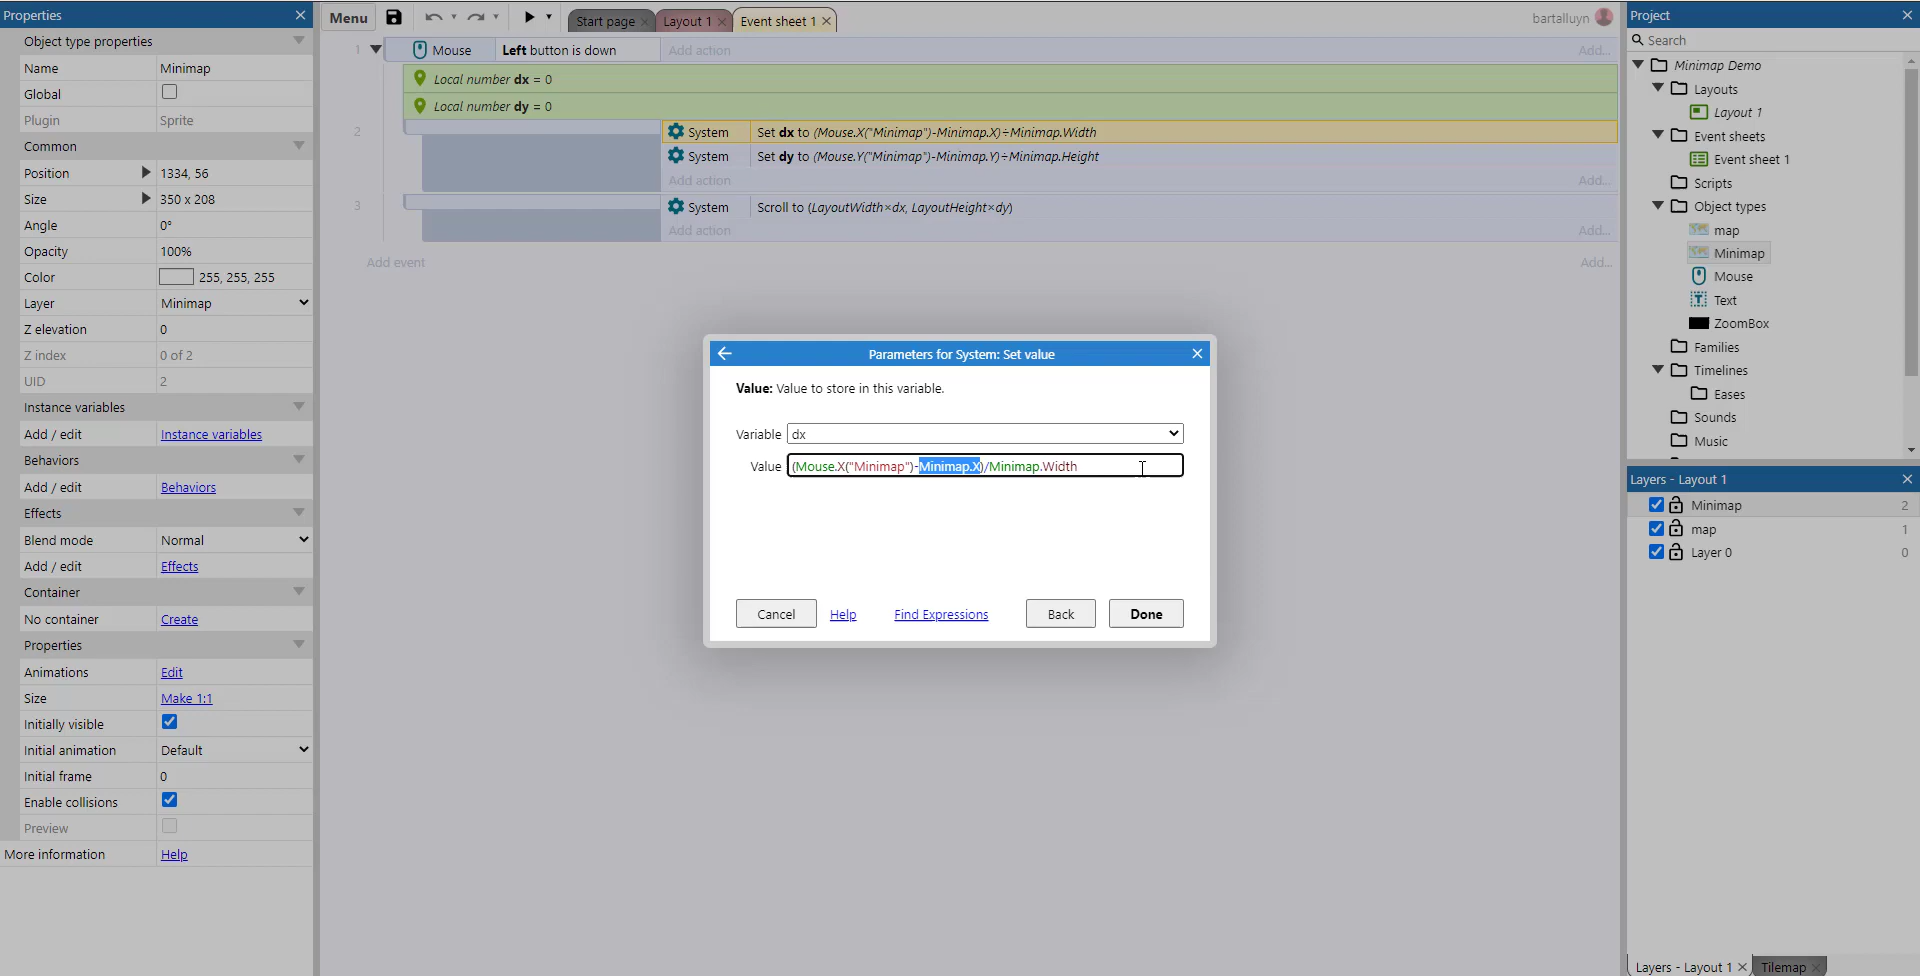 Properties
Object type properties
Name Minimap
Global
Plugin Sprite
Common
Position 1334, 56
Size 350 x 208
Angle 0°
Opacity 100%
Color 255, 255, 255
Layer Minimap
Z elevation 0
Z index 0 of 2
UID 2
Instance variables
Add / edit Instance variables
Behaviors
Add / edit Behaviors
Effects
Blend mode Normal
Add / edit Effects
Container
No container Create
Properties
Animations Edit
Size Make 1:1
Initially visible
Initial animation Default
Initial frame 0
Enable collisions
Preview
More information Help
Menu
Start page
Layout 1
Event sheet 1
bartalluyn
1 Mouse Left button is down Add action Add...
Local number dx = 0
Local number dy = 0
2 System Set dx to (Mouse.X("Minimap")-Minimap.X)÷Minimap.Width
System Set dy to (Mouse.Y("Minimap")-Minimap.Y)÷Minimap.Height
Add action Add...
3 System Scroll to (LayoutWidth×dx, LayoutHeight×dy)
Add action Add...
Add event Add...
Parameters for System: Set value
Value: Value to store in this variable.
Variable dx
Value (Mouse.X("Minimap")-Minimap.X)/Minimap.Width
Cancel Help Find Expressions Back Done
Project
Search
Minimap Demo
Layouts
Layout 1
Event sheets
Event sheet 1
Scripts
Object types
map
Minimap
Mouse
Text
ZoomBox
Families
Timelines
Eases
Sounds
Music
Layers - Layout 1
Minimap 2
map 1
Layer 0 0
Layers - Layout 1
Tilemap